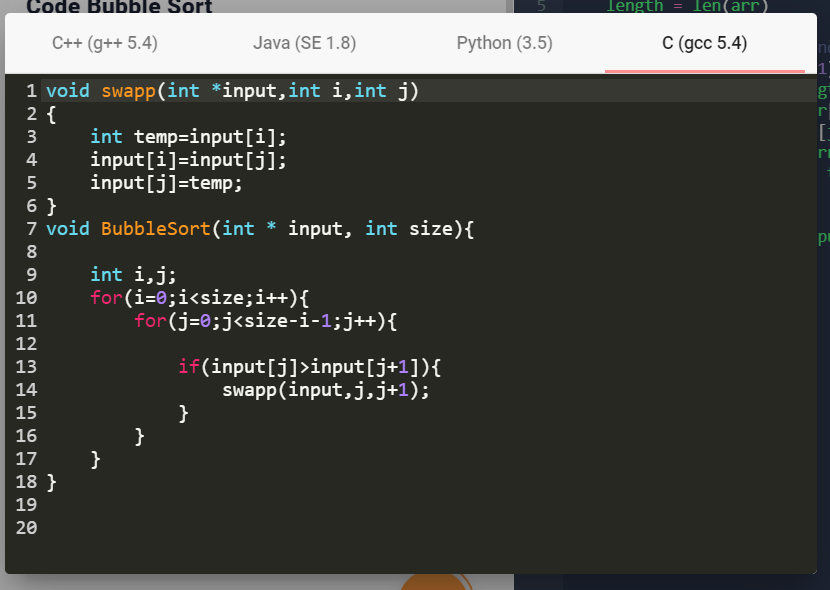 Code Bubble Sort
5 length = len(arr)
C++ (g++ 5.4) Java (SE 1.8) Python (3.5) C (gcc 5.4)
1 void swapp(int *input,int i,int j)
2 {
3 int temp=input[i];
4 input[i]=input[j];
5 input[j]=temp;
6 }
7 void BubbleSort(int * input, int size){
8
9 int i,j;
10 for(i=0;i<size;i++){
11 for(j=0;j<size-i-1;j++){
12
13 if(input[j]>input[j+1]){
14 swapp(input,j,j+1);
15 }
16 }
17 }
18 }
19
20